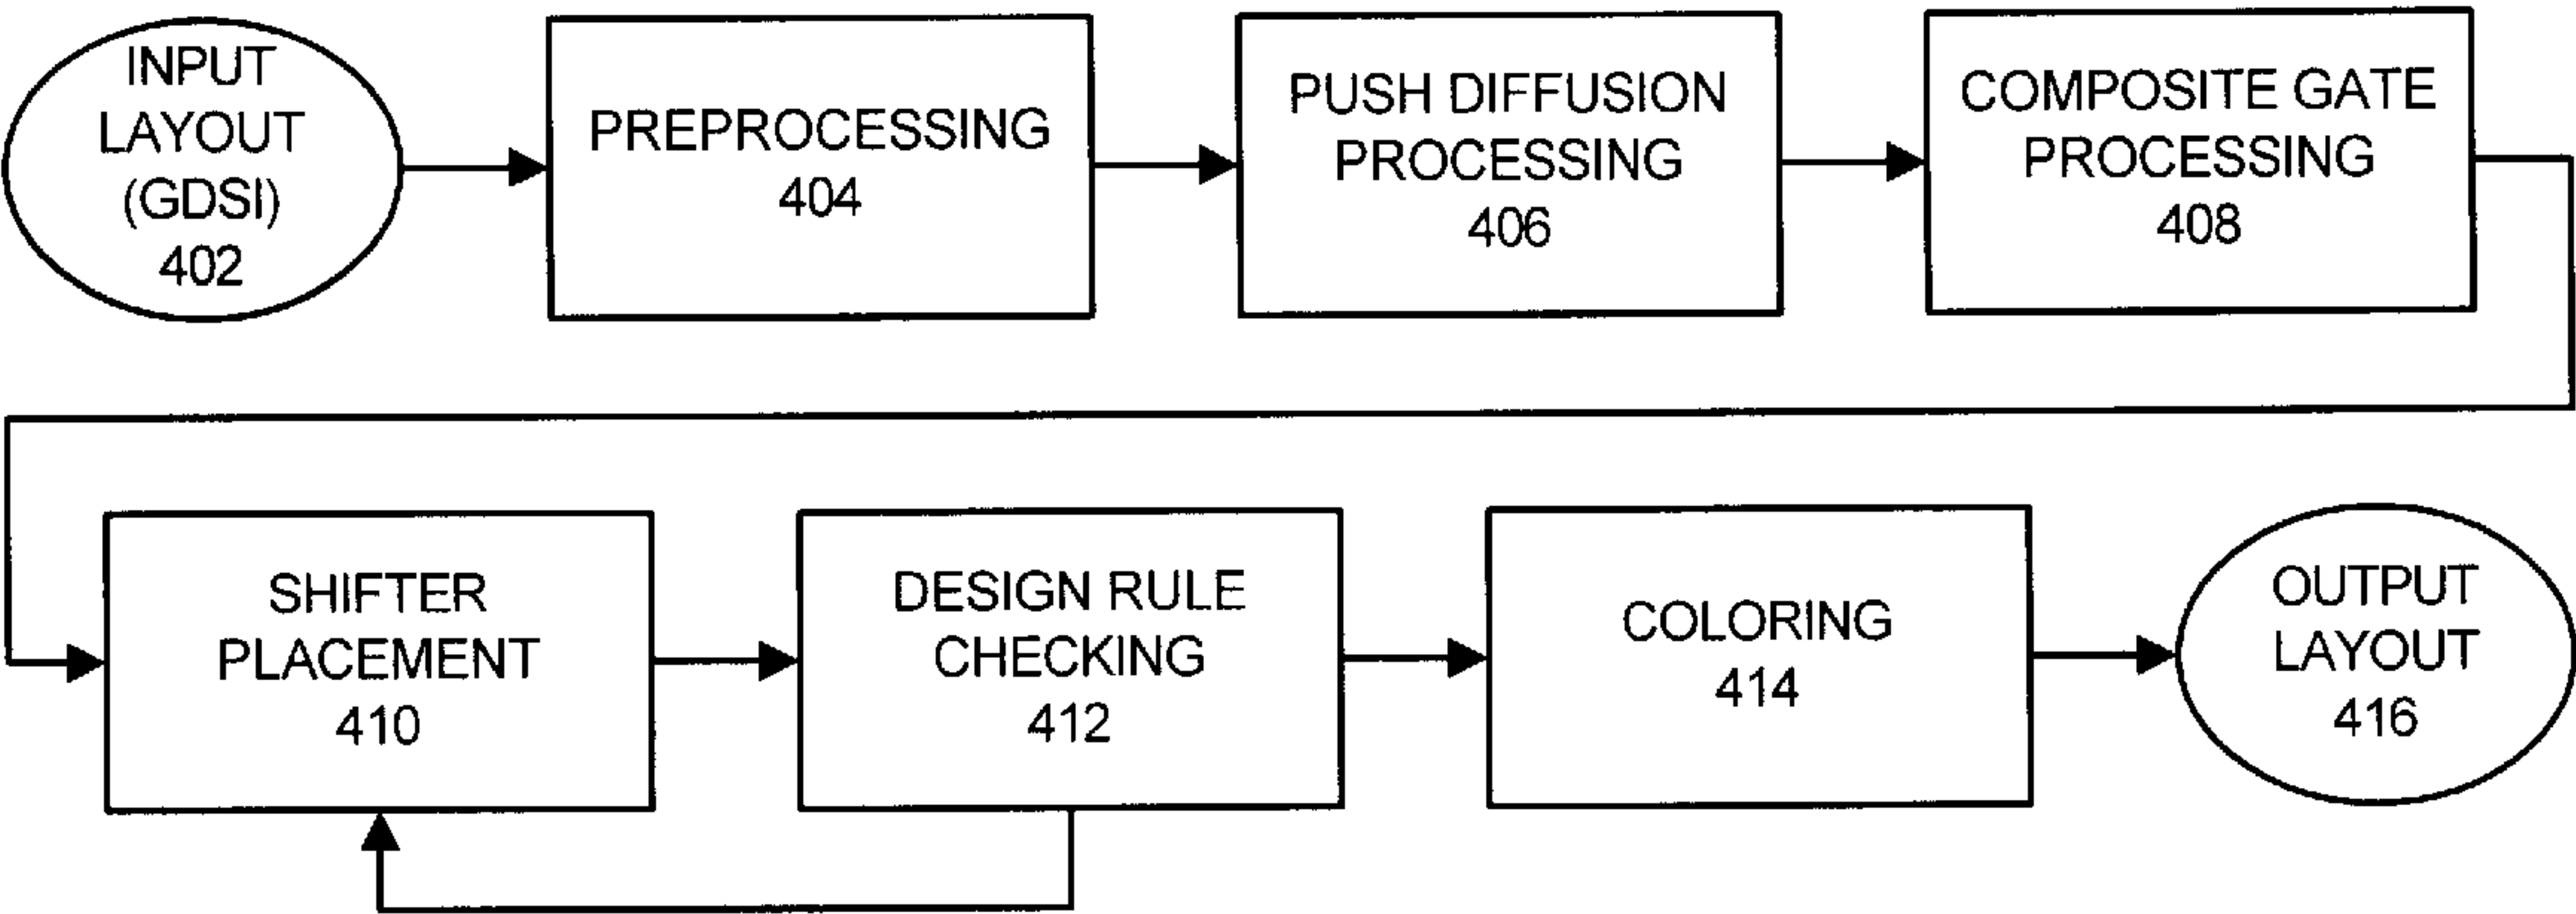 INPUT
LAYOUT
(GDSI)
402
PREPROCESSING
404
PUSH DIFFUSION
PROCESSING
406
COMPOSITE GATE
PROCESSING
408
SHIFTER
PLACEMENT
410
DESIGN RULE
CHECKING
412
COLORING
414
OUTPUT
LAYOUT
416